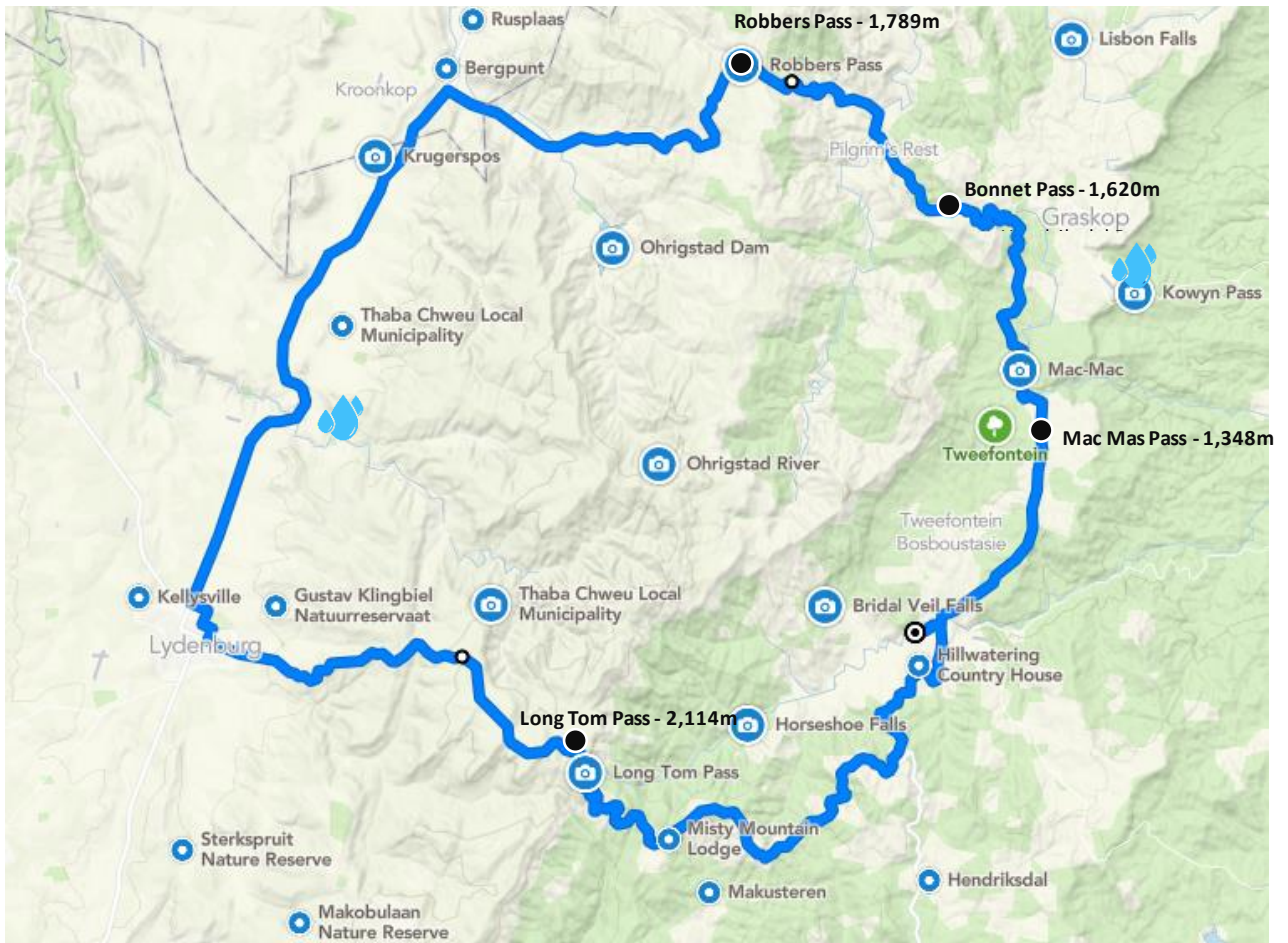 Robbers Pass - 1,789m
Rusplaas
Lisbon Falls
Bergpunt
Robbers Pass
Kroonkop
Krugerspos
Pilgrim's Rest
Bonnet Pass - 1,620m
Graskop
Ohrigstad Dam
Kowyn Pass
Thaba Chweu Local
Municipality
Mac-Mac
Mac Mas Pass - 1,348m
Tweefontein
Ohrigstad River
Tweefontein
Bosboustasie
Kellysville
Gustav Klingbiel
Natuurreservaat
Thaba Chweu Local
Municipality
Bridal Veil Falls
Lydenburg
Hillwatering
Country House
Long Tom Pass - 2,114m
Horseshoe Falls
Long Tom Pass
Misty Mountain
Lodge
Sterkspruit
Nature Reserve
Makusteren
Hendriksdal
Makobulaan
Nature Reserve